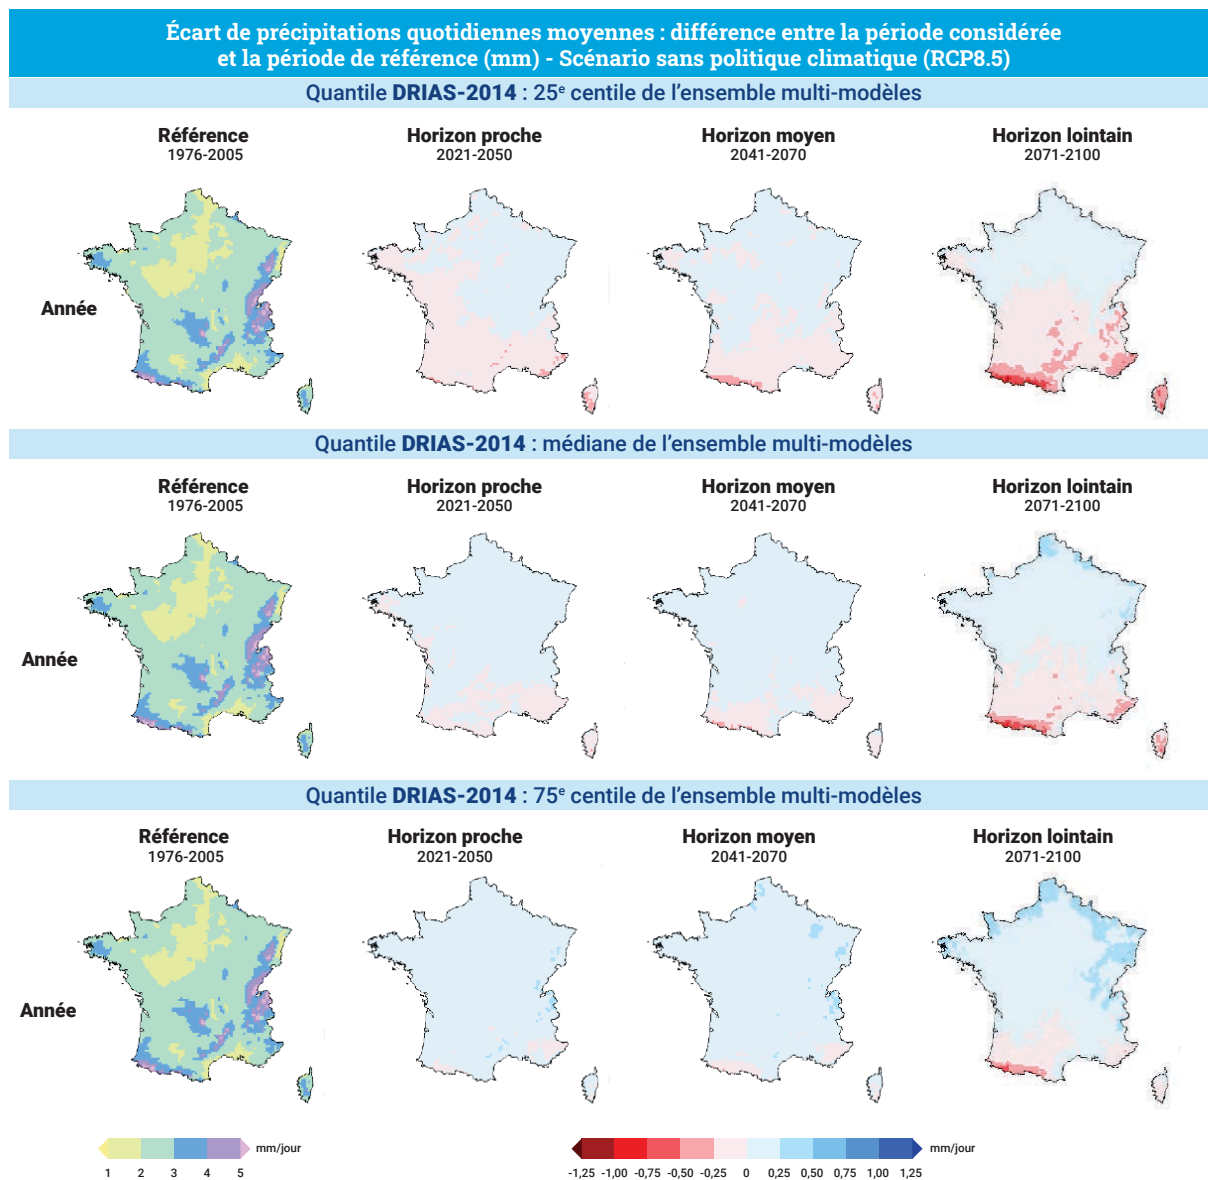 Écart de précipitations quotidiennes moyennes : différence entre la période considérée
et la période de référence (mm) - Scénario sans politique climatique (RCP8.5)
Quantile DRIAS-2014 : 25e centile de l'ensemble multi-modèles
Référence
1976-2005
Horizon proche
2021-2050
Horizon moyen
2041-2070
Horizon lointain
2071-2100
Année
Quantile DRIAS-2014 : médiane de l'ensemble multi-modèles
Référence
1976-2005
Horizon proche
2021-2050
Horizon moyen
2041-2070
Horizon lointain
2071-2100
Année
Quantile DRIAS-2014 : 75e centile de l'ensemble multi-modèles
Référence
1976-2005
Horizon proche
2021-2050
Horizon moyen
2041-2070
Horizon lointain
2071-2100
Année
mm/jour
1 2 3 4 5
mm/jour
-1,25 -1,00 -0,75 -0,50 -0,25 0 0,25 0,50 0,75 1,00 1,25